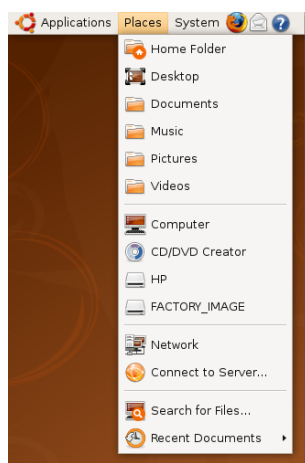 Applications Places System
Home Folder
Desktop
Documents
Music
Pictures
Videos
Computer
CD/DVD Creator
HP
FACTORY_IMAGE
Network
Connect to Server...
Search for Files...
Recent Documents